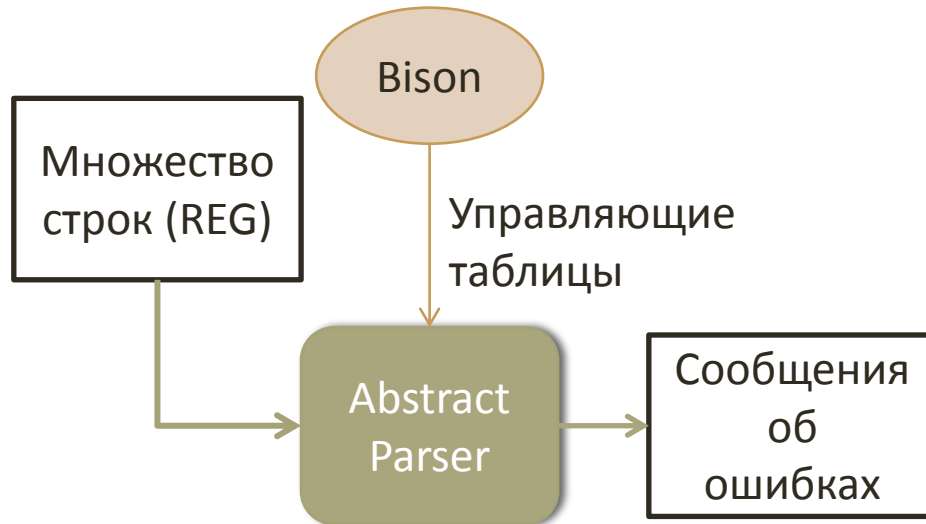 Bison
Множество
строк (REG)
Управляющие
таблицы
Abstract
Parser
Сообщения
об
ошибках